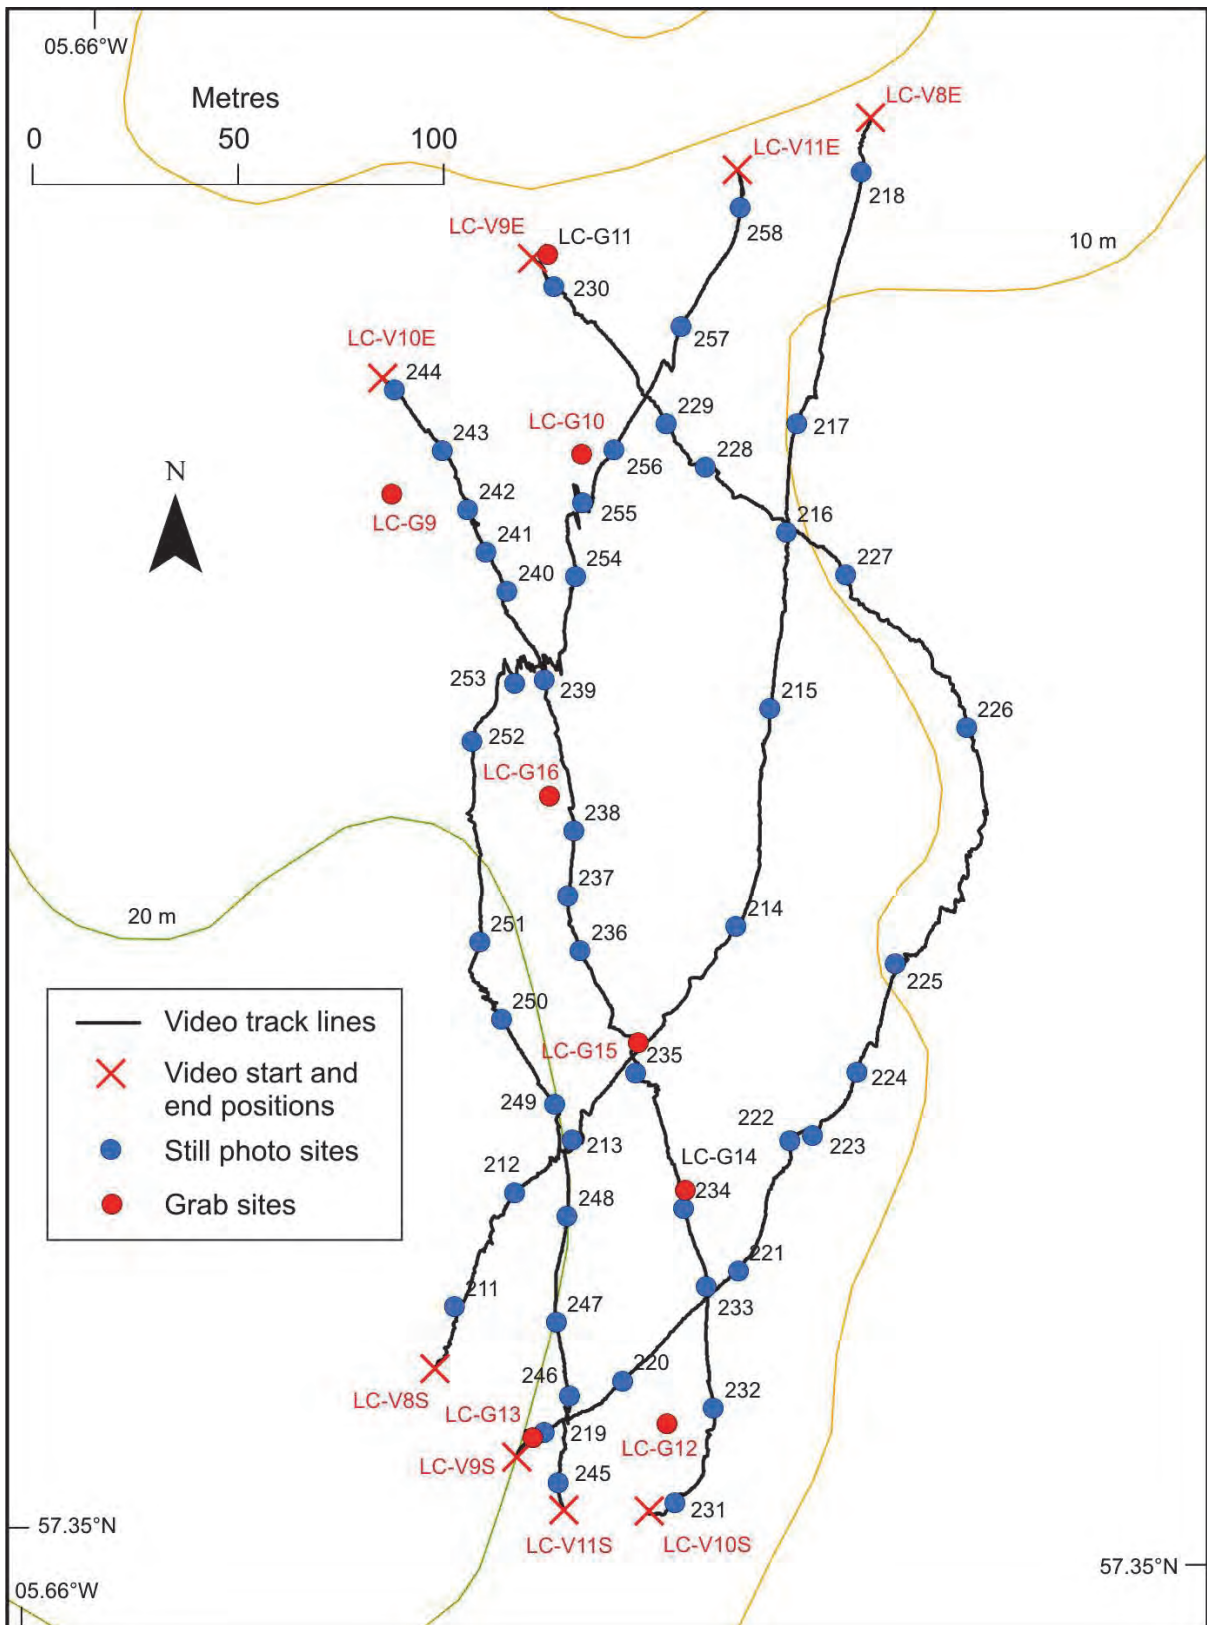 05.66°W
Metres
0 50 100
LC-V8E
LC-V11E
218
258
LC-V9E
LC-G11
10 m
230
257
LC-V10E
244
229
217
LC-G10
243
228
256
N
242
255
216
LC-G9
241
227
254
240
253
239
215
226
252
LC-G16
238
237
20 m
214
251
236
225
250
LC-G15
235
224
249
222
213
223
LC-G14
212
234
248
221
211
233
247
220
246
232
LC-V8S
LC-G13
219
LC-G12
LC-V9S
245
231
LC-V11S
LC-V10S
Video track lines
Video start and
end positions
Still photo sites
Grab sites
57.35°N
57.35°N
05.66°W